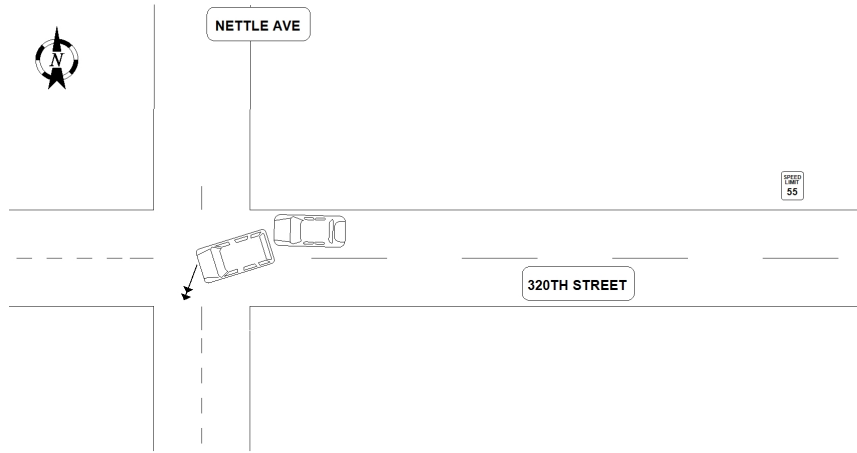 NETTLE AVE
N
SPEED
LIMIT
55
320TH STREET